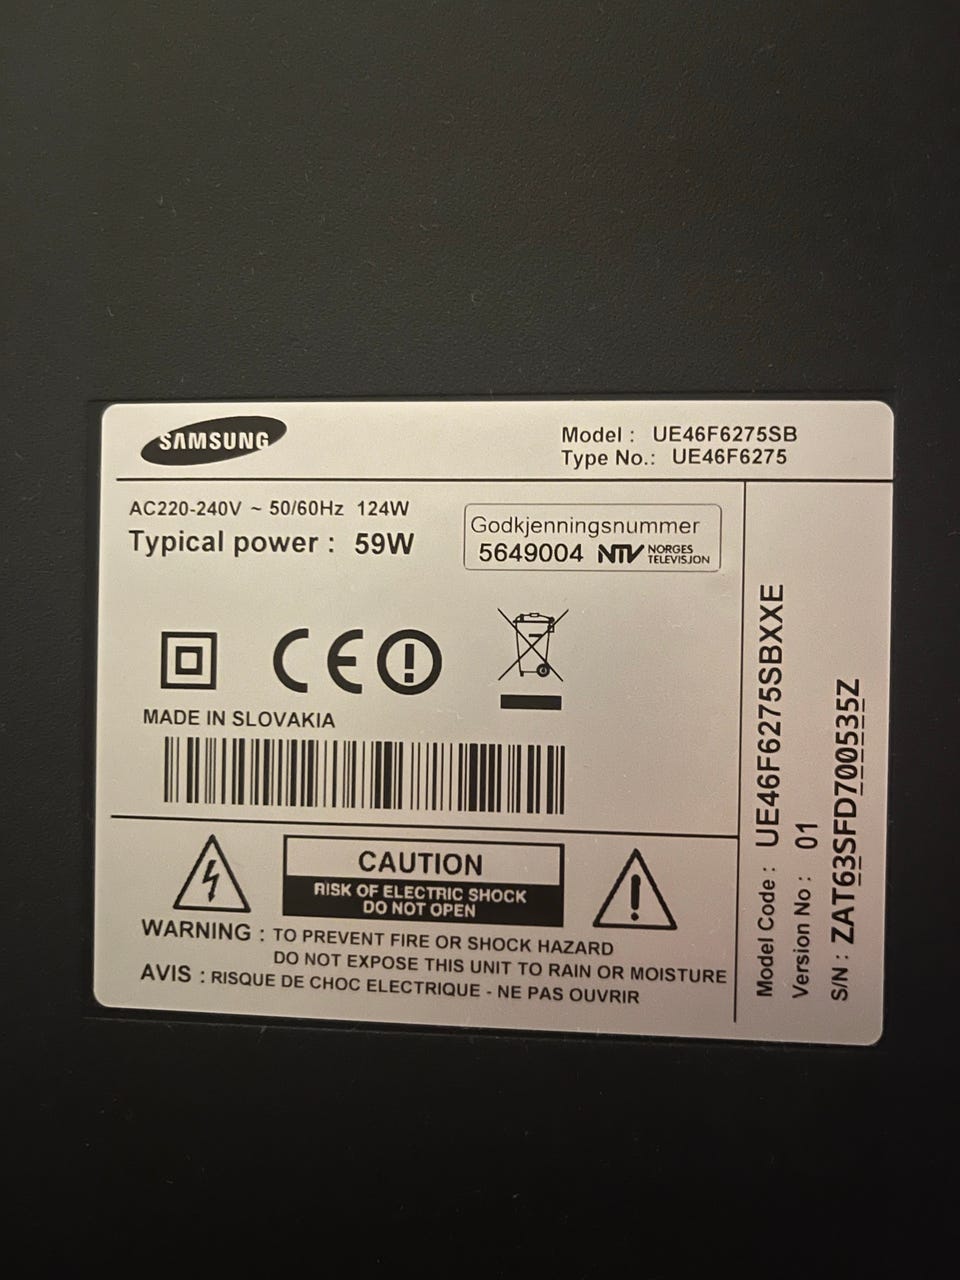 SAMSUNG
Model : UE46F6275SB
Type No.: UE46F6275
AC220-240V ~ 50/60Hz 124W
Typical power : 59W
Godkjenningsnummer
5649004 NTV NORGES TELEVISJON
CE
MADE IN SLOVAKIA
CAUTION
RISK OF ELECTRIC SHOCK
DO NOT OPEN
WARNING : TO PREVENT FIRE OR SHOCK HAZARD
DO NOT EXPOSE THIS UNIT TO RAIN OR MOISTURE
AVIS : RISQUE DE CHOC ELECTRIQUE - NE PAS OUVRIR
Model Code : UE46F6275SBXXE
Version No : 01
S/N : ZAT63SFD700535Z